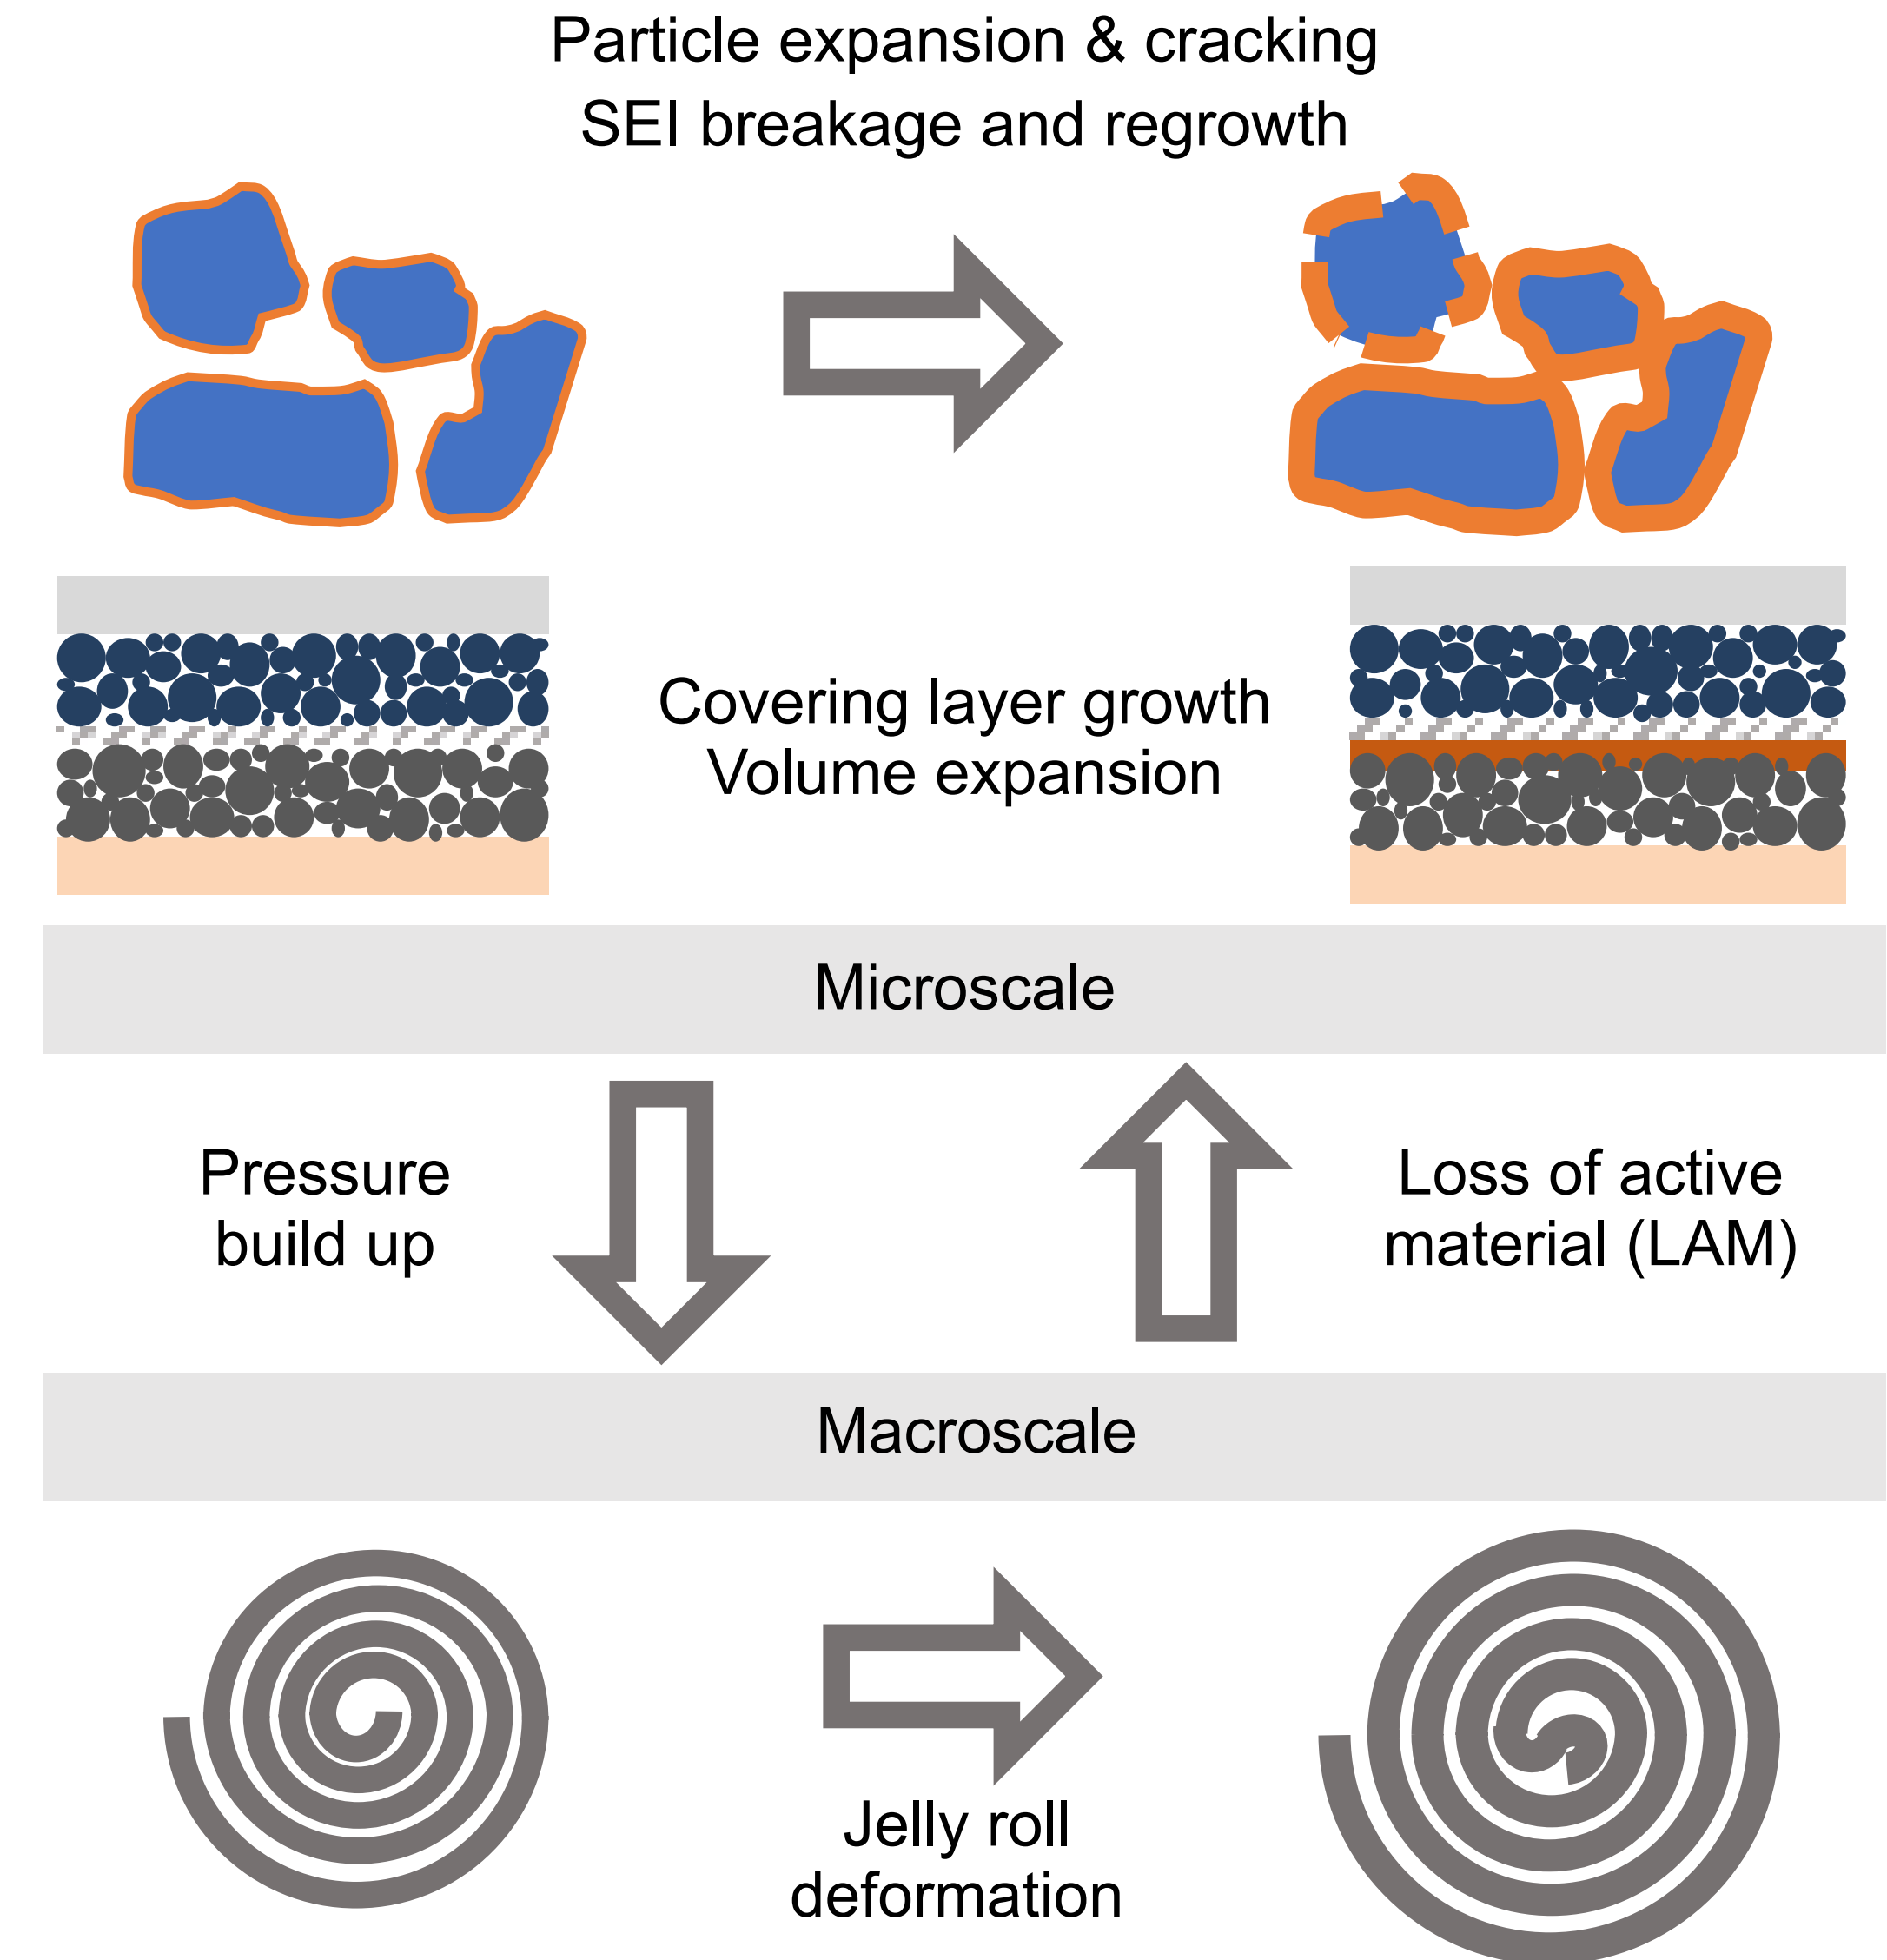 Particle expansion & cracking
SEI breakage and regrowth
Covering layer growth
Volume expansion
Microscale
Pressure
build up
Loss of active
material (LAM)
Macroscale
Jelly roll
deformation